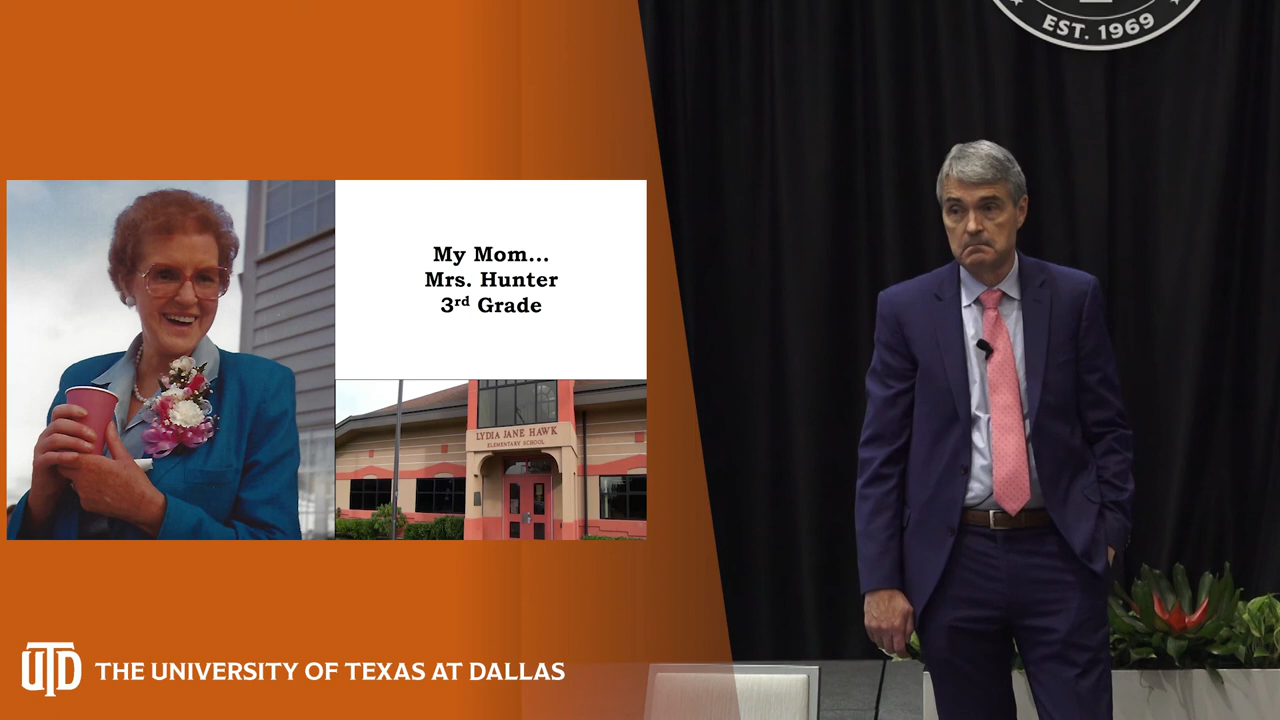 EST. 1969
My Mom...
Mrs. Hunter
3rd Grade
LYDIA JANE HAWK
ELEMENTARY SCHOOL
UTD THE UNIVERSITY OF TEXAS AT DALLAS